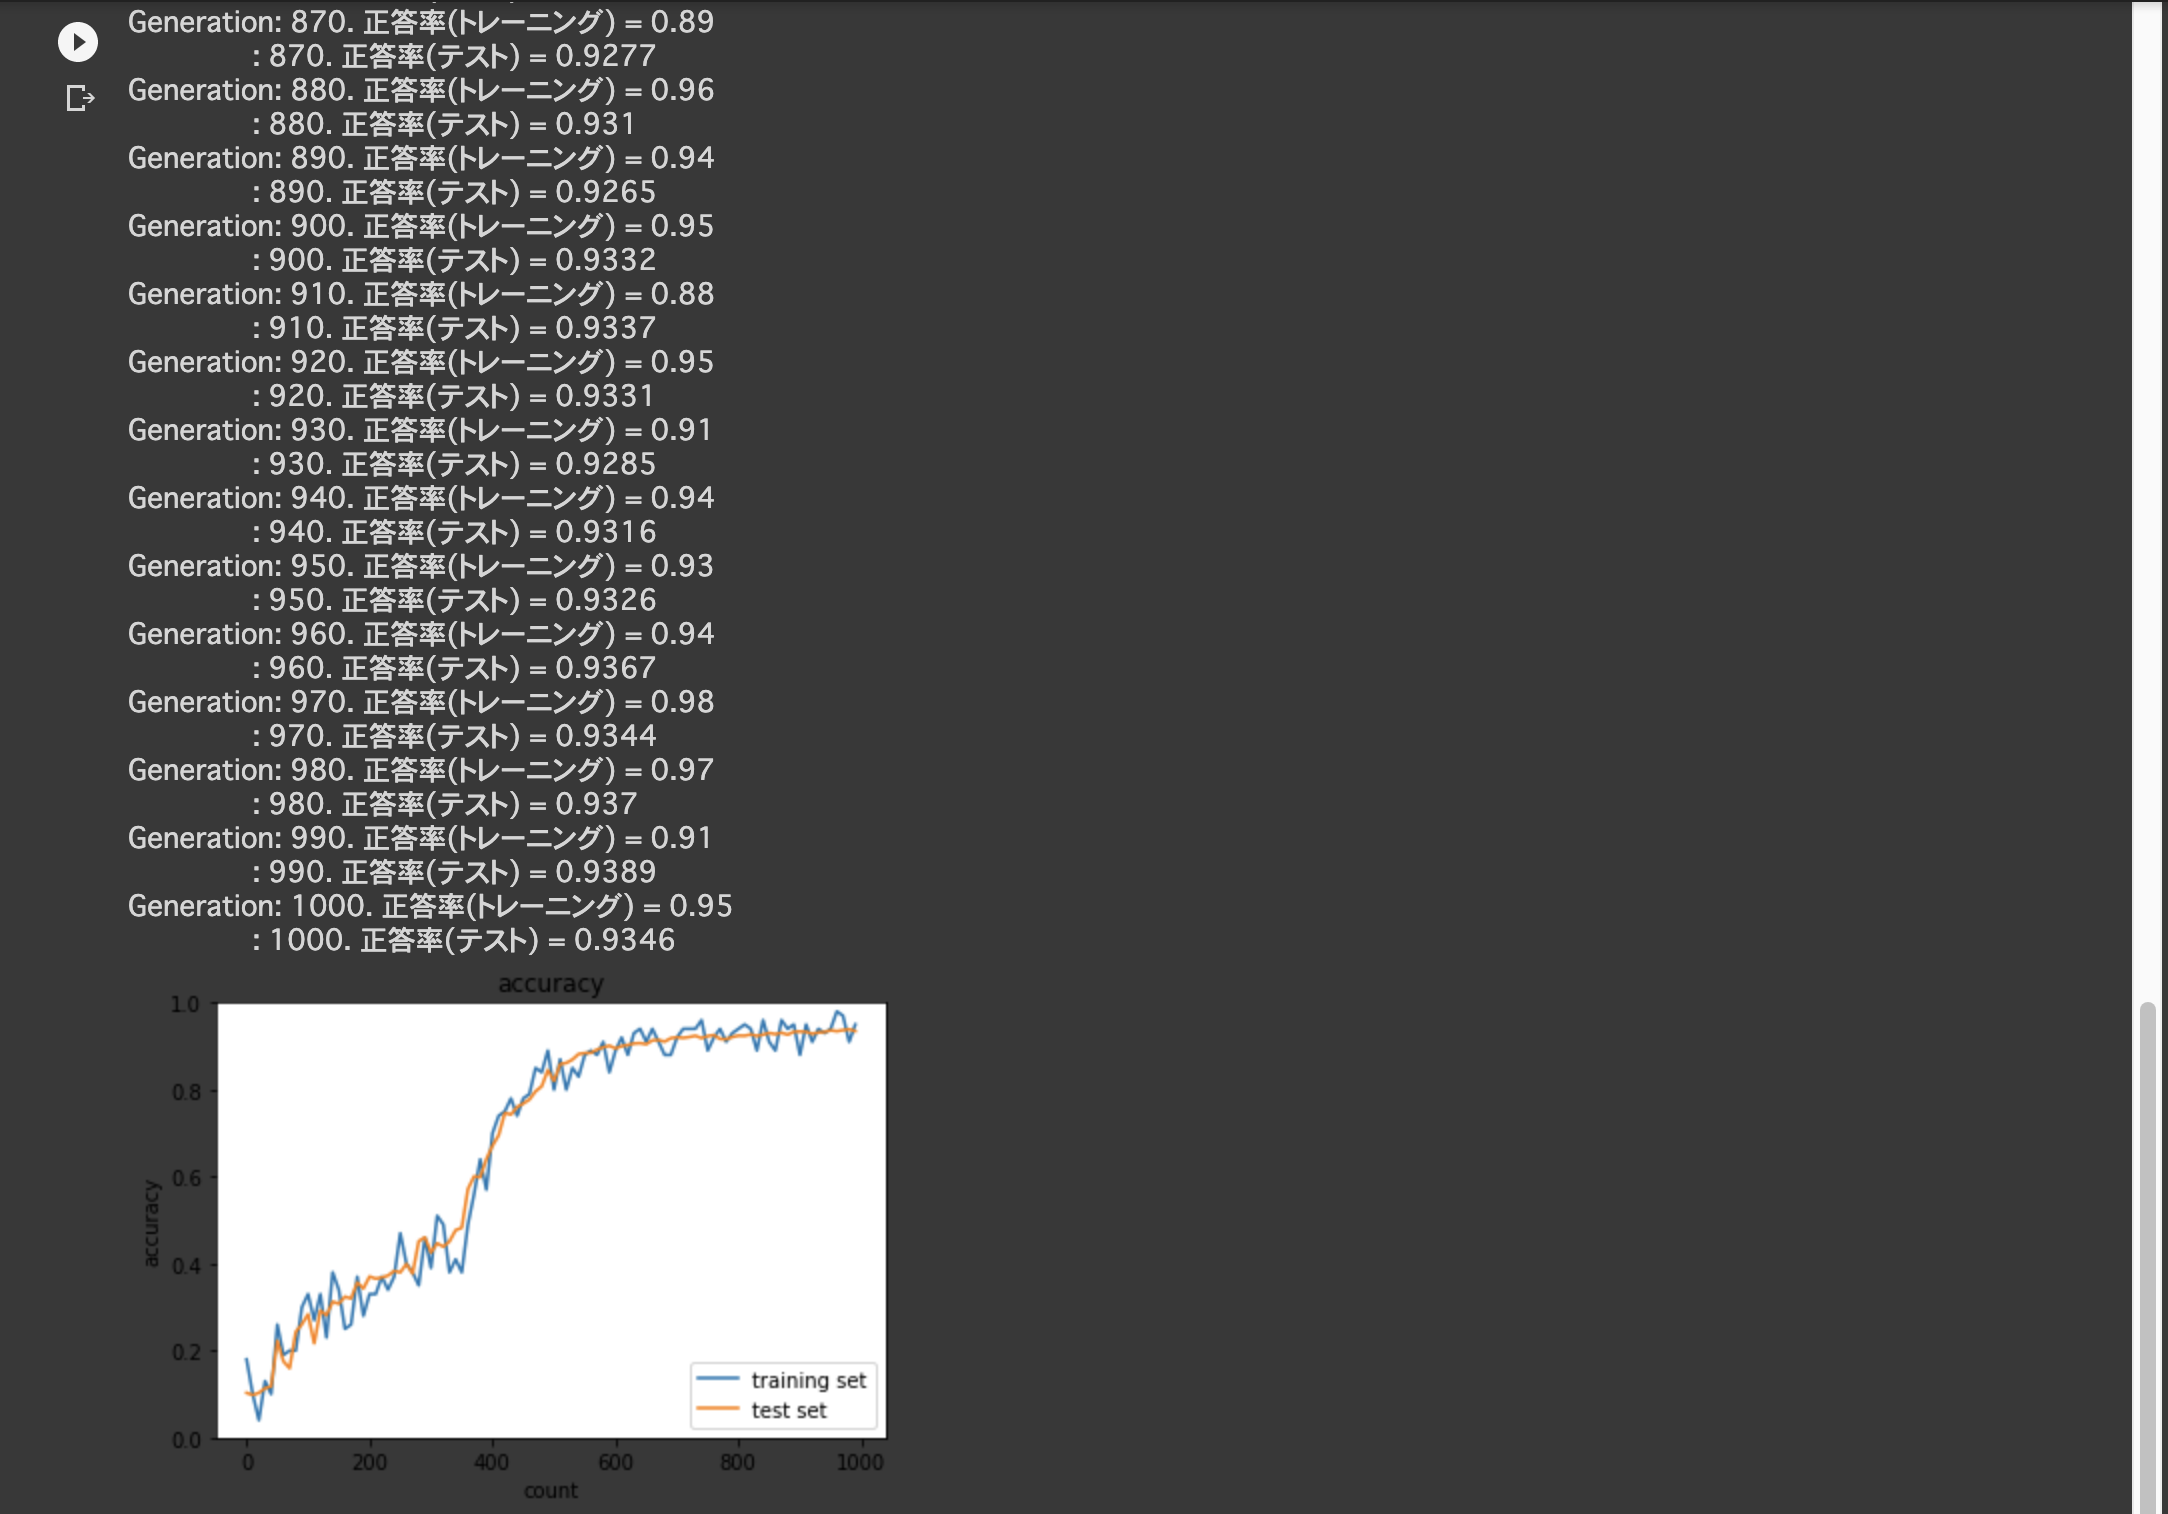 Generation: 870. 正答率(トレーニング) = 0.89
: 870. 正答率(テスト) = 0.9277
Generation: 880. 正答率(トレーニング) = 0.96
: 880. 正答率(テスト) = 0.931
Generation: 890. 正答率(トレーニング) = 0.94
: 890. 正答率(テスト) = 0.9265
Generation: 900. 正答率(トレーニング) = 0.95
: 900. 正答率(テスト) = 0.9332
Generation: 910. 正答率(トレーニング) = 0.88
: 910. 正答率(テスト) = 0.9337
Generation: 920. 正答率(トレーニング) = 0.95
: 920. 正答率(テスト) = 0.9331
Generation: 930. 正答率(トレーニング) = 0.91
: 930. 正答率(テスト) = 0.9285
Generation: 940. 正答率(トレーニング) = 0.94
: 940. 正答率(テスト) = 0.9316
Generation: 950. 正答率(トレーニング) = 0.93
: 950. 正答率(テスト) = 0.9326
Generation: 960. 正答率(トレーニング) = 0.94
: 960. 正答率(テスト) = 0.9367
Generation: 970. 正答率(トレーニング) = 0.98
: 970. 正答率(テスト) = 0.9344
Generation: 980. 正答率(トレーニング) = 0.97
: 980. 正答率(テスト) = 0.937
Generation: 990. 正答率(トレーニング) = 0.91
: 990. 正答率(テスト) = 0.9389
Generation: 1000. 正答率(トレーニング) = 0.95
: 1000. 正答率(テスト) = 0.9346
accuracy
1.0
0.8
0.6
0.4
0.2
0.0
accuracy
training set
test set
0 200 400 600 800 1000
count